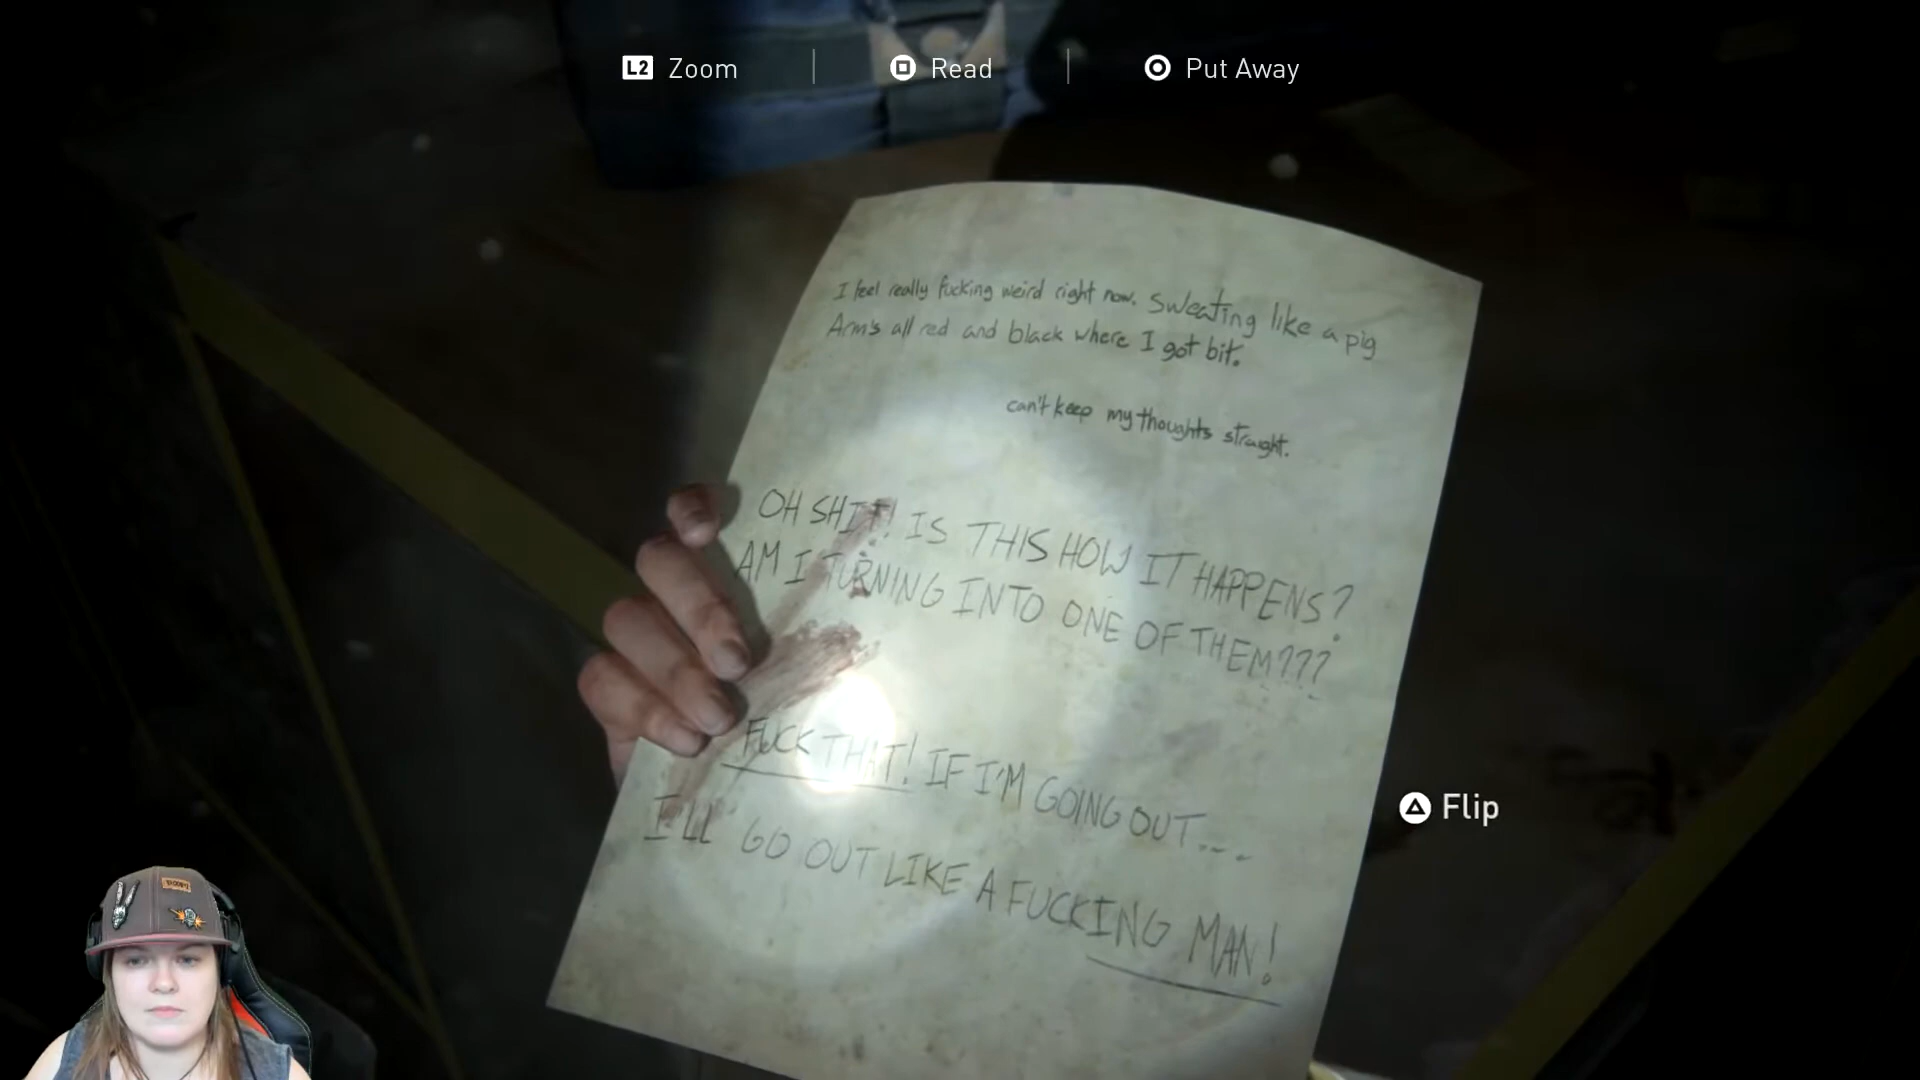 L2 Zoom | Read | Put Away
I feel really fucking weird right now. Sweating like a pig
Arm's all red and black where I got bit.
can't keep my thoughts straight.
OH SHIT! IS THIS HOW IT HAPPENS?
AM I TURNING INTO ONE OF THEM???
FUCK THAT! IF I'M GOING OUT...
I'LL GO OUT LIKE A FUCKING MAN!
Flip